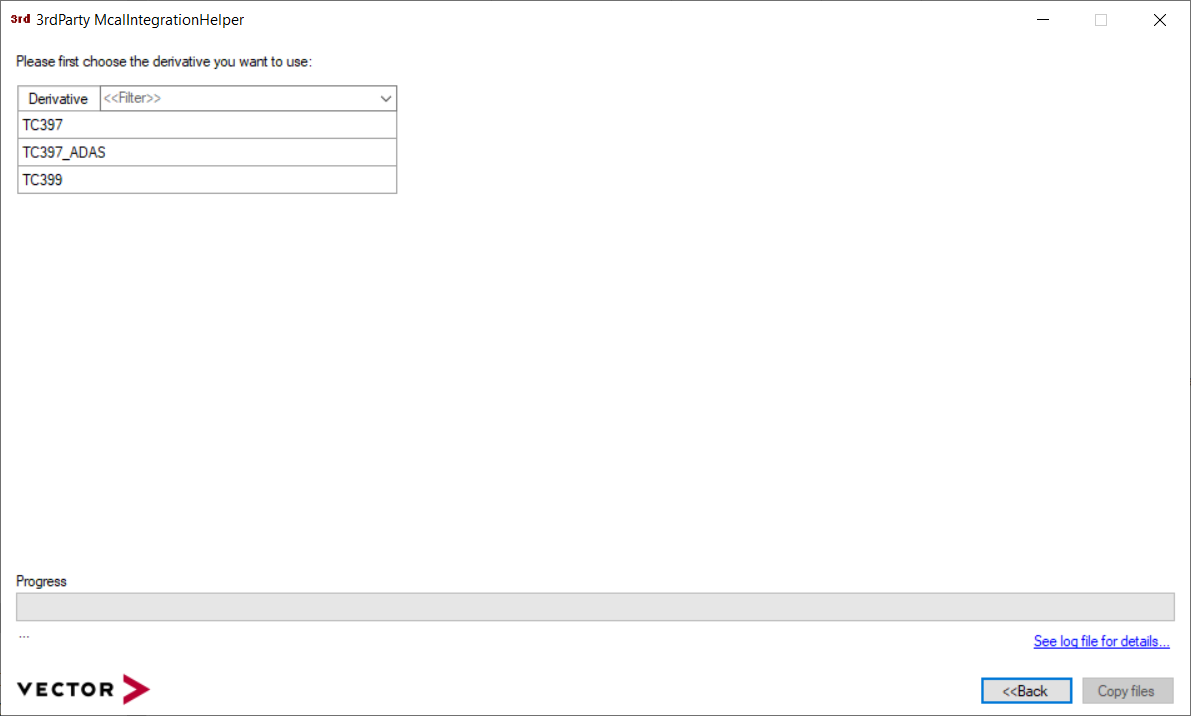 3rd 3rdParty McalIntegrationHelper
Please first choose the derivative you want to use:
Derivative <<Filter>>
TC397
TC397_ADAS
TC399
Progress
...
See log file for details...
VECTOR
<<Back Copy files